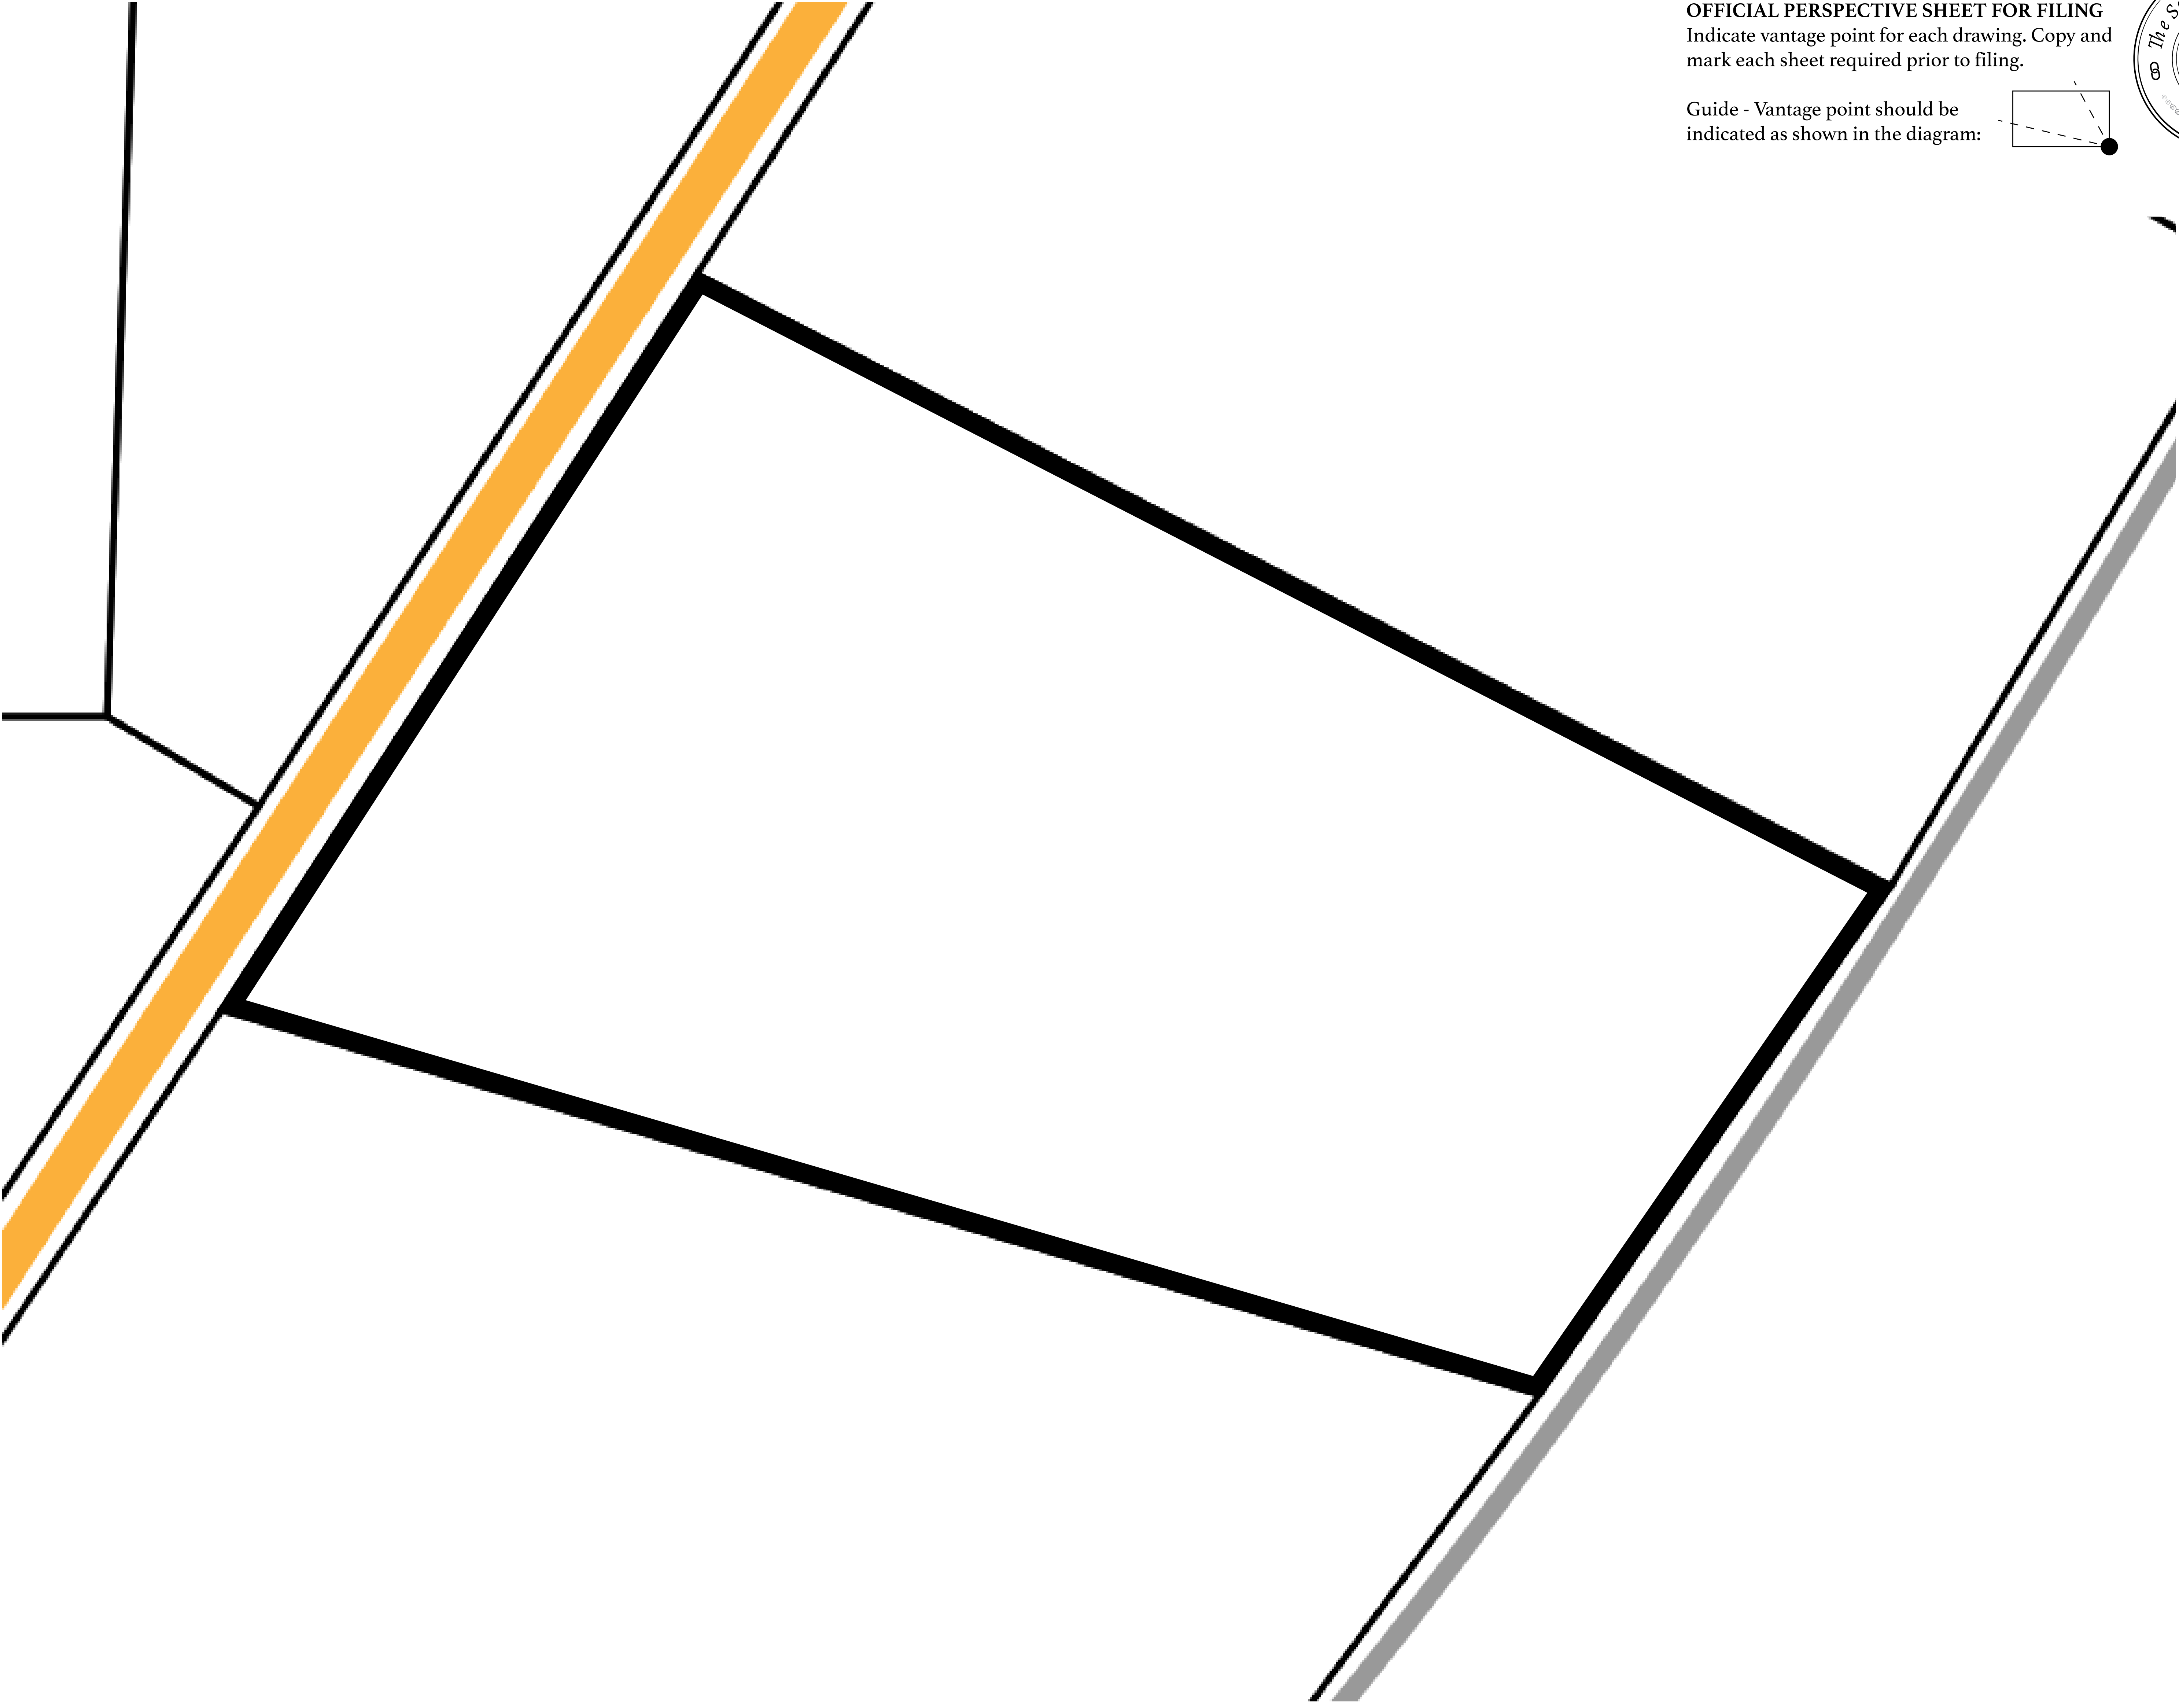 OFFICIAL PERSPECTIVE SHEET FOR FILING
Indicate vantage point for each drawing. Copy and
mark each sheet required prior to filing.
Guide - Vantage point should be
indicated as shown in the diagram:
The